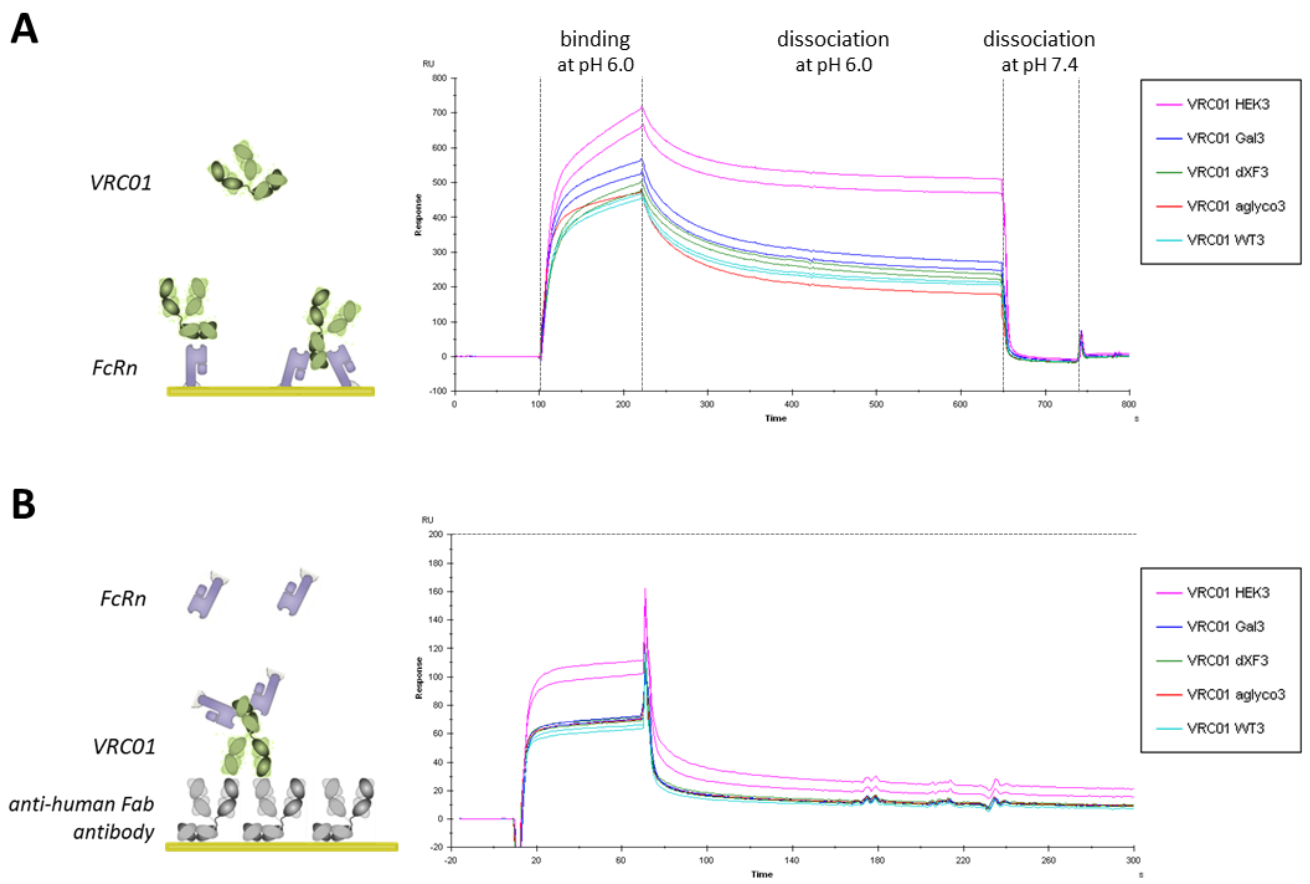 A
binding
at pH 6.0
dissociation
at pH 6.0
dissociation
at pH 7.4
VRC01
FcRn
RU
800
700
600
500
400
300
200
100
0
-100
Response
0 100 200 300 400 500 600 700 800
Time
s
VRC01 HEK3
VRC01 Gal3
VRC01 dXF3
VRC01 aglyco3
VRC01 WT3
B
FcRn
VRC01
anti-human Fab
antibody
RU
200
180
160
140
120
100
80
60
40
20
0
-20
Response
-20 20 60 100 140 180 220 260 300
Time
s
VRC01 HEK3
VRC01 Gal3
VRC01 dXF3
VRC01 aglyco3
VRC01 WT3